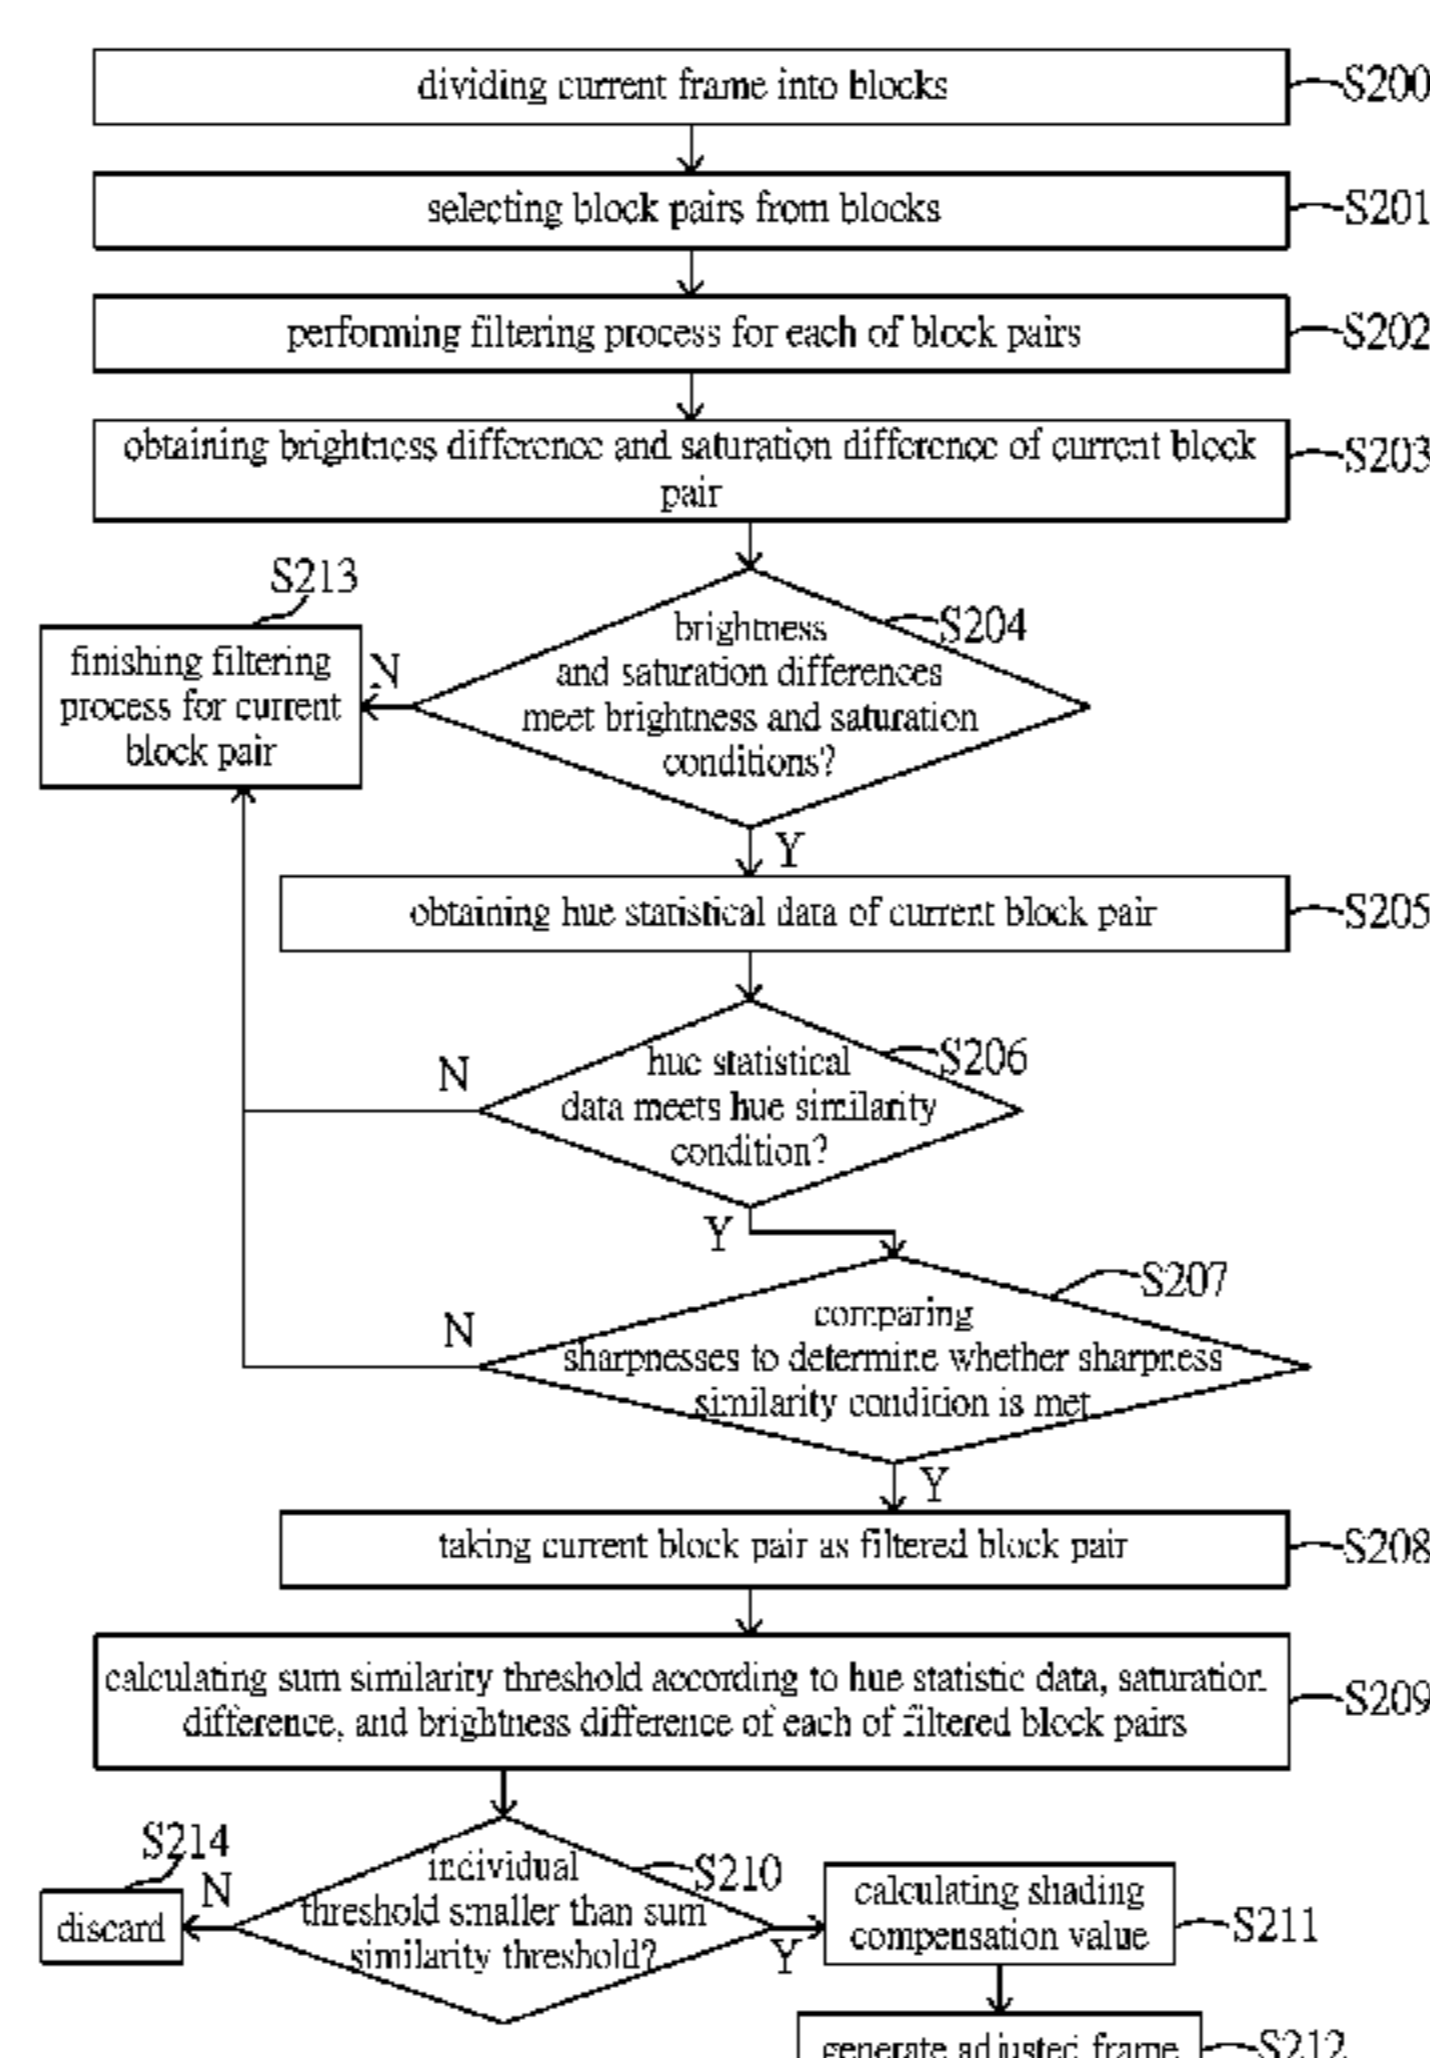 dividing current frame into blocks
S200
selecting block pairs from blocks
S201
performing filtering process for each of block pairs
S202
obtaining brightness difference and saturation difference of current block
pair
S203
S213
finishing filtering
process for current
block pair
N
brightness
and saturation differences
meet brightness and saturation
conditions?
S204
Y
obtaining hue statistical data of current block pair
S205
N
hue statistical
data meets hue similarity
condition?
S206
Y
N
comparing
sharpnesses to determine whether sharpness
similarity condition is met
S207
Y
taking current block pair as filtered block pair
S208
calculating sum similarity threshold according to hue statistic data, saturation
difference, and brightness difference of each of filtered block pairs
S209
S214
discard
N
individual
threshold smaller than sum
similarity threshold?
S210
Y
calculating shading
compensation value
S211
generate adjusted frame
S212